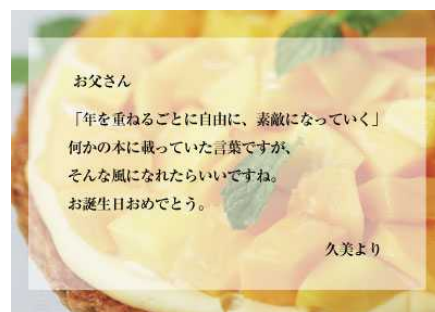 お父さん
「年を重ねるごとに自由に、素敵になっていく」
何かの本に載っていた言葉ですが、
そんな風になれたらいいですね。
お誕生日おめでとう。
久美より